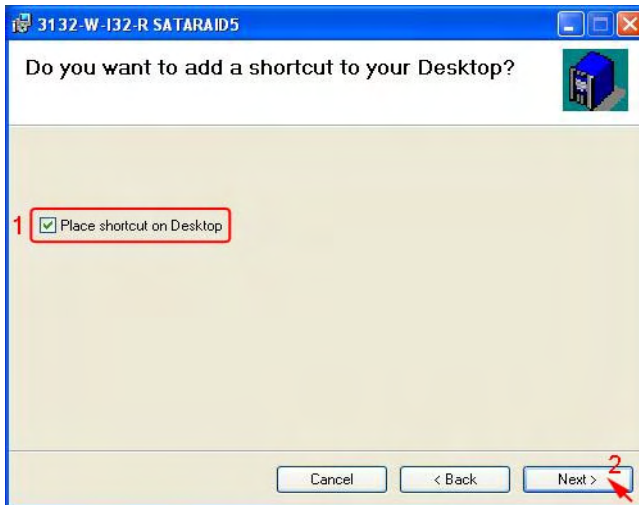 3132-W-I32-R SATARAID5
Do you want to add a shortcut to your Desktop?
1 Place shortcut on Desktop
2
Cancel < Back Next >